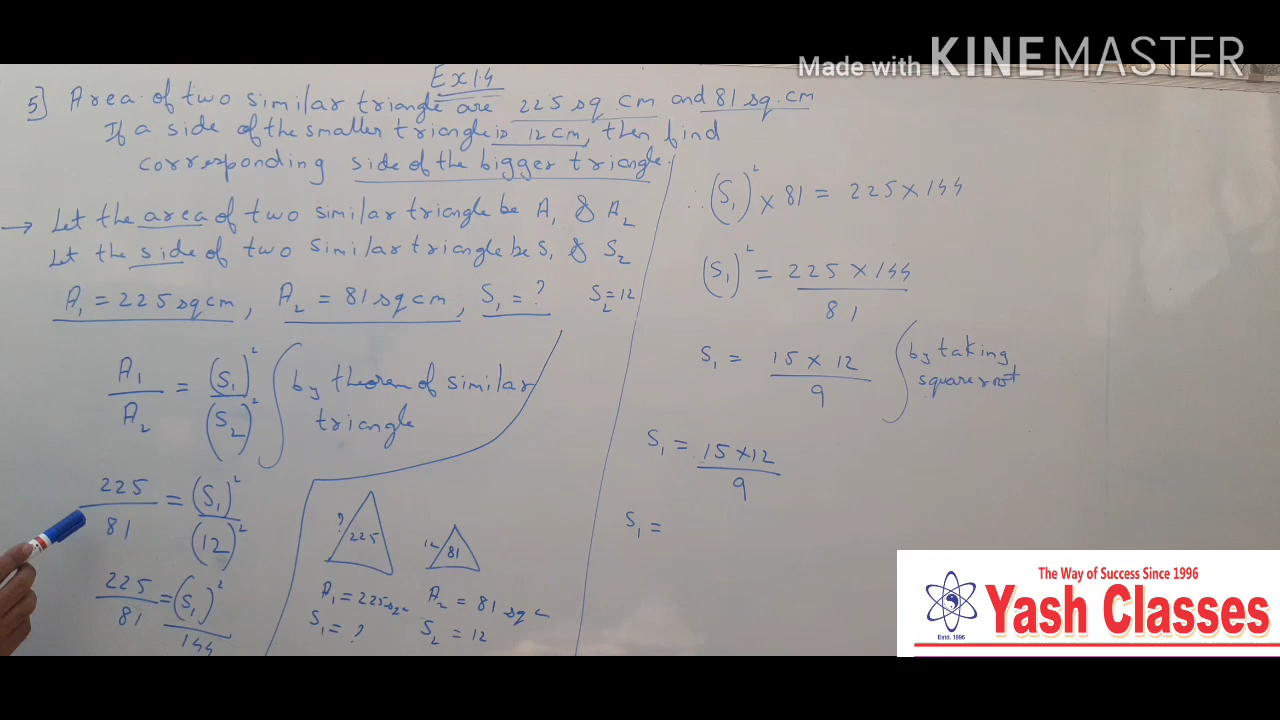 Made with KINEMASTER
Ex 1.4
5] Area of two similar triangle are 225 sq.cm and 81 sq.cm
If a side of the smaller triangle is 12 cm, then find
corresponding side of the bigger triangle.
→ Let the area of two similar triangle be A₁ & A₂
Let the side of two similar triangle be S₁ & S₂
A₁ = 225 sq cm, A₂ = 81 sq cm, S₁ = ? S₂ = 12
A₁/A₂ = (S₁)²/(S₂)² by theorem of similar
triangle
225/81 = (S₁)²/(12)²
225/81 = (S₁)²/144
? 225
12 81
A₁ = 225 sq c A₂ = 81 sq c
S₁ = ? S₂ = 12
∴ (S₁)² × 81 = 225 × 144
(S₁)² = 225 × 144 / 81
S₁ = 15 × 12 / 9 by taking
square root
S₁ = 15 × 12 / 9
S₁ =
The Way of Success Since 1996
Yash Classes
Estd. 1996